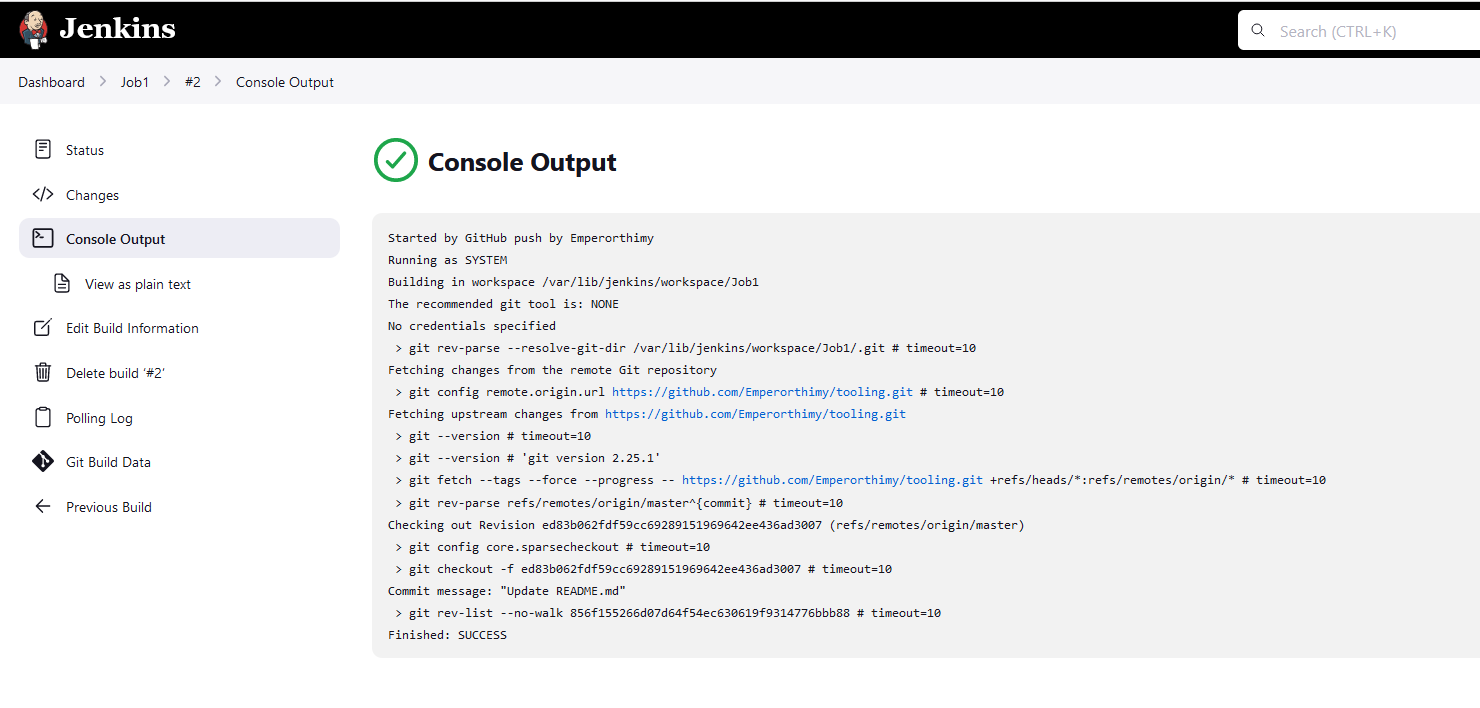 Jenkins
Search (CTRL+K)
Dashboard > Job1 > #2 > Console Output
Status
Changes
Console Output
View as plain text
Edit Build Information
Delete build ‘#2’
Polling Log
Git Build Data
Previous Build
Console Output
Started by GitHub push by Emperorthimy
Running as SYSTEM
Building in workspace /var/lib/jenkins/workspace/Job1
The recommended git tool is: NONE
No credentials specified
> git rev-parse --resolve-git-dir /var/lib/jenkins/workspace/Job1/.git # timeout=10
Fetching changes from the remote Git repository
> git config remote.origin.url https://github.com/Emperorthimy/tooling.git # timeout=10
Fetching upstream changes from https://github.com/Emperorthimy/tooling.git
> git --version # timeout=10
> git --version # 'git version 2.25.1'
> git fetch --tags --force --progress -- https://github.com/Emperorthimy/tooling.git +refs/heads/*:refs/remotes/origin/* # timeout=10
> git rev-parse refs/remotes/origin/master^{commit} # timeout=10
Checking out Revision ed83b062fdf59cc69289151969642ee436ad3007 (refs/remotes/origin/master)
> git config core.sparsecheckout # timeout=10
> git checkout -f ed83b062fdf59cc69289151969642ee436ad3007 # timeout=10
Commit message: "Update README.md"
> git rev-list --no-walk 856f155266d07d64f54ec630619f9314776bbb88 # timeout=10
Finished: SUCCESS